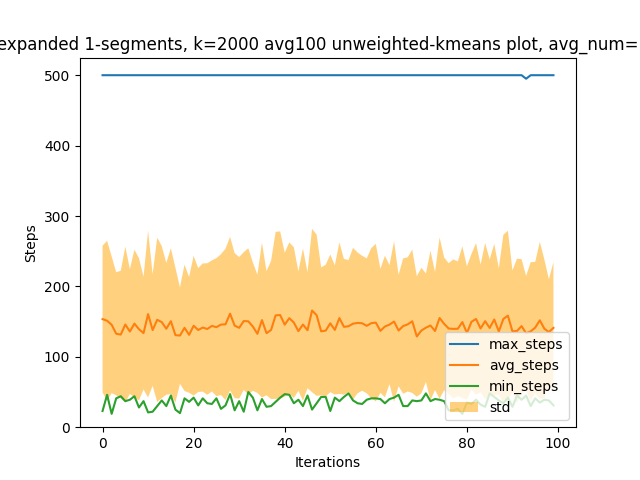 expanded 1-segments, k=2000 avg100 unweighted-kmeans plot, avg_num=
Steps
500
400
300
200
100
0
max_steps
avg_steps
min_steps
std
0 20 40 60 80 100
Iterations